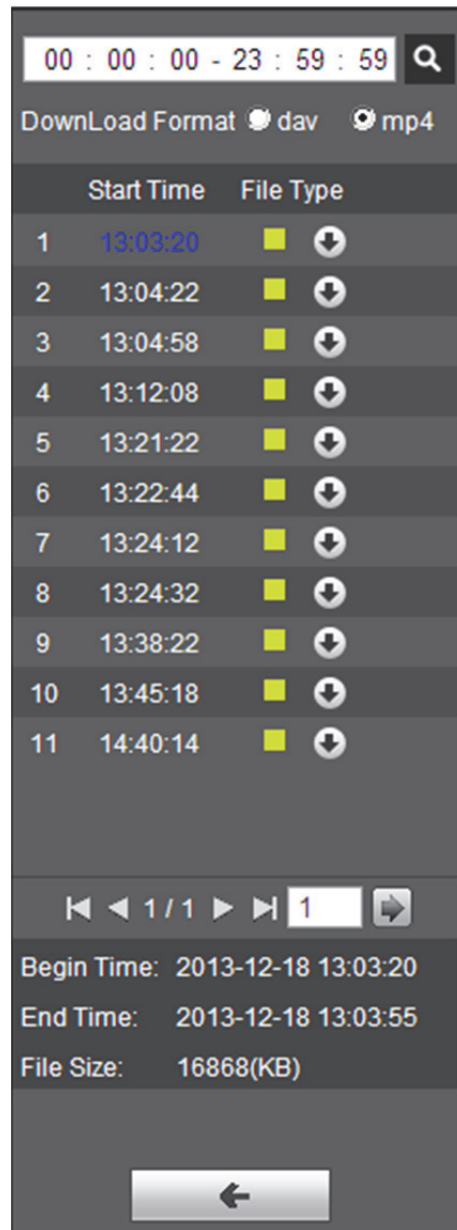 00 : 00 : 00 - 23 : 59 : 59
DownLoad Format dav mp4
Start Time File Type
1 13:03:20
2 13:04:22
3 13:04:58
4 13:12:08
5 13:21:22
6 13:22:44
7 13:24:12
8 13:24:32
9 13:38:22
10 13:45:18
11 14:40:14
1 / 1 1
Begin Time: 2013-12-18 13:03:20
End Time: 2013-12-18 13:03:55
File Size: 16868(KB)